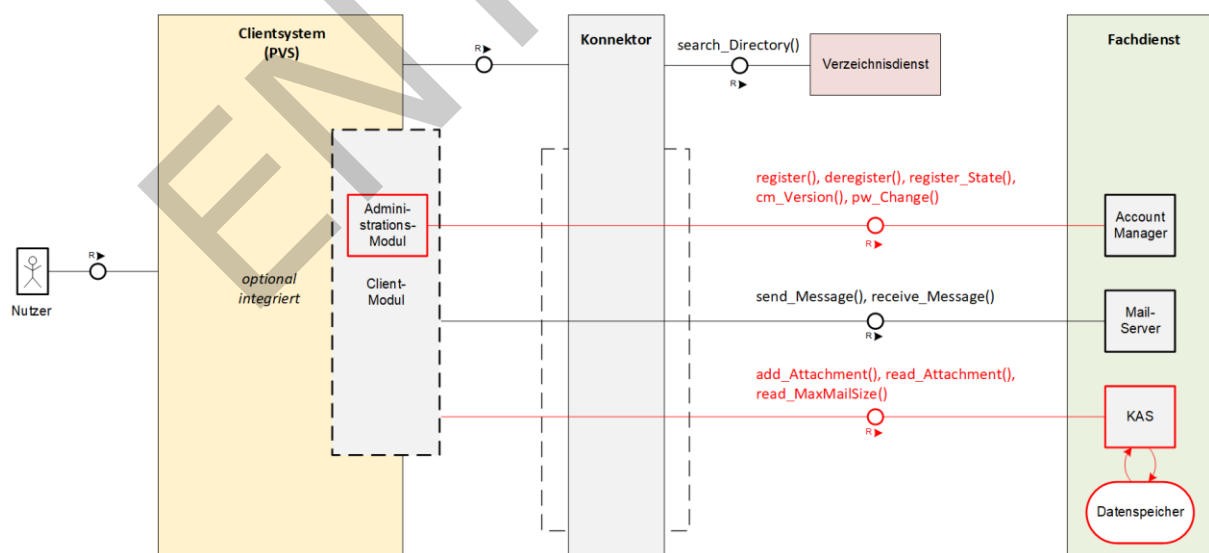 Clientsystem
(PVS)
Konnektor
Fachdienst
R
search_Directory()
R
Verzeichnisdienst
register(), deregister(), register_State(),
cm_Version(), pw_Change()
Admini-
strations-
Modul
R
Account
Manager
R
Nutzer
optional
integriert
Client-
Modul
send_Message(), receive_Message()
R
Mail-
Server
add_Attachment(), read_Attachment(),
read_MaxMailSize()
R
KAS
Datenspeicher